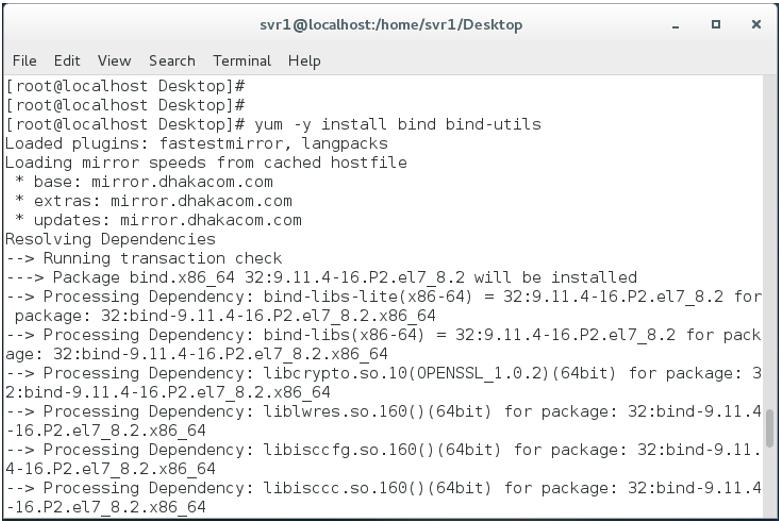 svr1@localhost:/home/svr1/Desktop
File Edit View Search Terminal Help
[root@localhost Desktop]#
[root@localhost Desktop]#
[root@localhost Desktop]# yum -y install bind bind-utils
Loaded plugins: fastestmirror, langpacks
Loading mirror speeds from cached hostfile
 * base: mirror.dhakacom.com
 * extras: mirror.dhakacom.com
 * updates: mirror.dhakacom.com
Resolving Dependencies
--> Running transaction check
---> Package bind.x86_64 32:9.11.4-16.P2.el7_8.2 will be installed
--> Processing Dependency: bind-libs-lite(x86-64) = 32:9.11.4-16.P2.el7_8.2 for
 package: 32:bind-9.11.4-16.P2.el7_8.2.x86_64
--> Processing Dependency: bind-libs(x86-64) = 32:9.11.4-16.P2.el7_8.2 for pack
age: 32:bind-9.11.4-16.P2.el7_8.2.x86_64
--> Processing Dependency: libcrypto.so.10(OPENSSL_1.0.2)(64bit) for package: 3
2:bind-9.11.4-16.P2.el7_8.2.x86_64
--> Processing Dependency: liblwres.so.160()(64bit) for package: 32:bind-9.11.4
-16.P2.el7_8.2.x86_64
--> Processing Dependency: libisccfg.so.160()(64bit) for package: 32:bind-9.11.
4-16.P2.el7_8.2.x86_64
--> Processing Dependency: libisccc.so.160()(64bit) for package: 32:bind-9.11.4
-16.P2.el7_8.2.x86_64